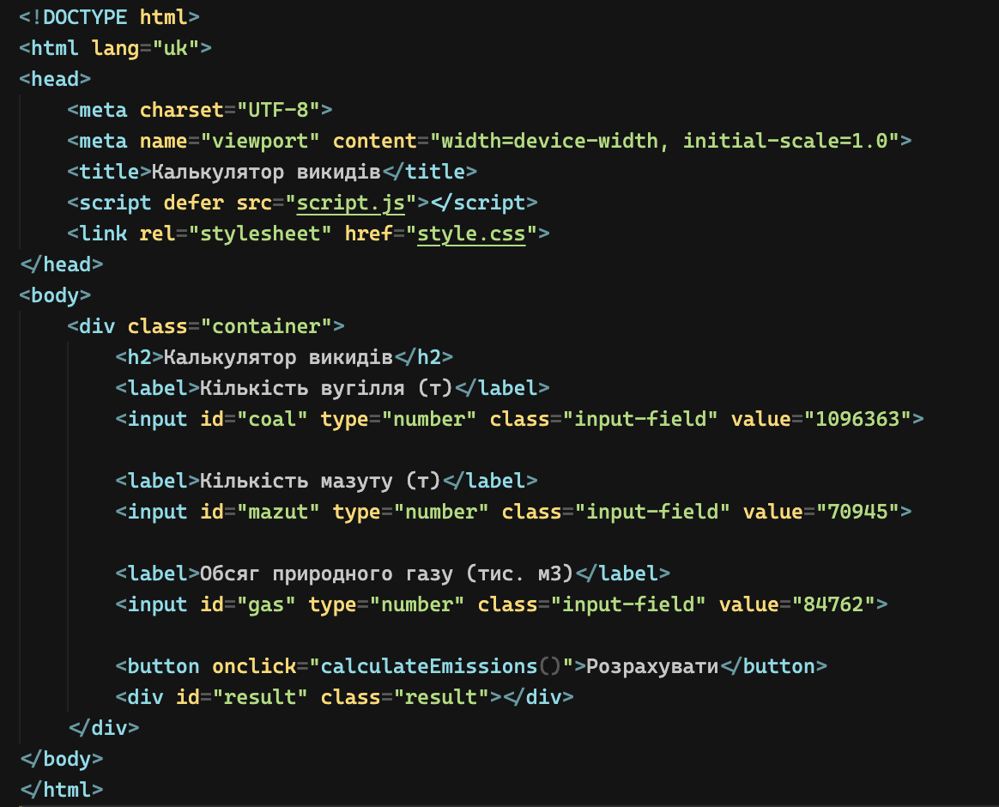 <!DOCTYPE html>
<html lang="uk">
<head>
    <meta charset="UTF-8">
    <meta name="viewport" content="width=device-width, initial-scale=1.0">
    <title>Калькулятор викидів</title>
    <script defer src="script.js"></script>
    <link rel="stylesheet" href="style.css">
</head>
<body>
    <div class="container">
        <h2>Калькулятор викидів</h2>
        <label>Кількість вугілля (т)</label>
        <input id="coal" type="number" class="input-field" value="1096363">

        <label>Кількість мазуту (т)</label>
        <input id="mazut" type="number" class="input-field" value="70945">

        <label>Обсяг природного газу (тис. м3)</label>
        <input id="gas" type="number" class="input-field" value="84762">

        <button onclick="calculateEmissions()">Розрахувати</button>
        <div id="result" class="result"></div>
    </div>
</body>
</html>